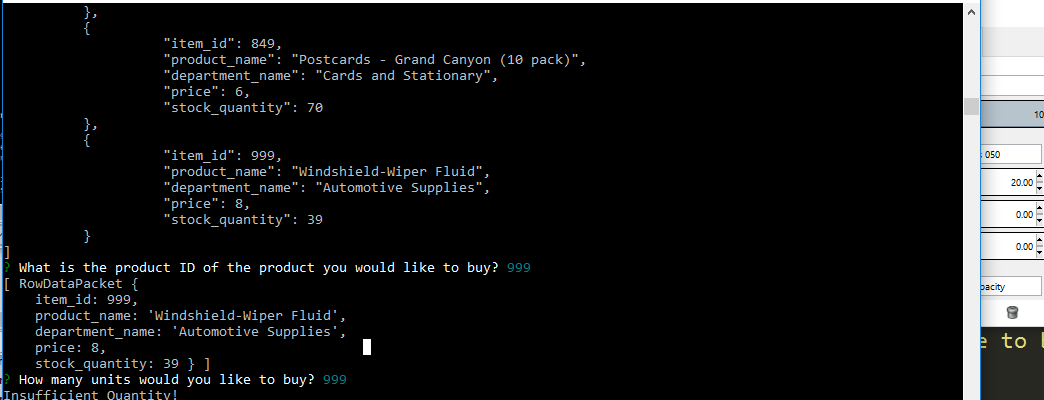 },
{
"item_id": 849,
"product_name": "Postcards - Grand Canyon (10 pack)",
"department_name": "Cards and Stationary",
"price": 6,
"stock_quantity": 70
},
{
"item_id": 999,
"product_name": "Windshield-Wiper Fluid",
"department_name": "Automotive Supplies",
"price": 8,
"stock_quantity": 39
}
]
? What is the product ID of the product you would like to buy? 999
[ RowDataPacket {
item_id: 999,
product_name: 'Windshield-Wiper Fluid',
department_name: 'Automotive Supplies',
price: 8,
stock_quantity: 39 } ]
? How many units would you like to buy? 999
Insufficient Quantity!
10
050
20.00
0.00
0.00
pacity
e to